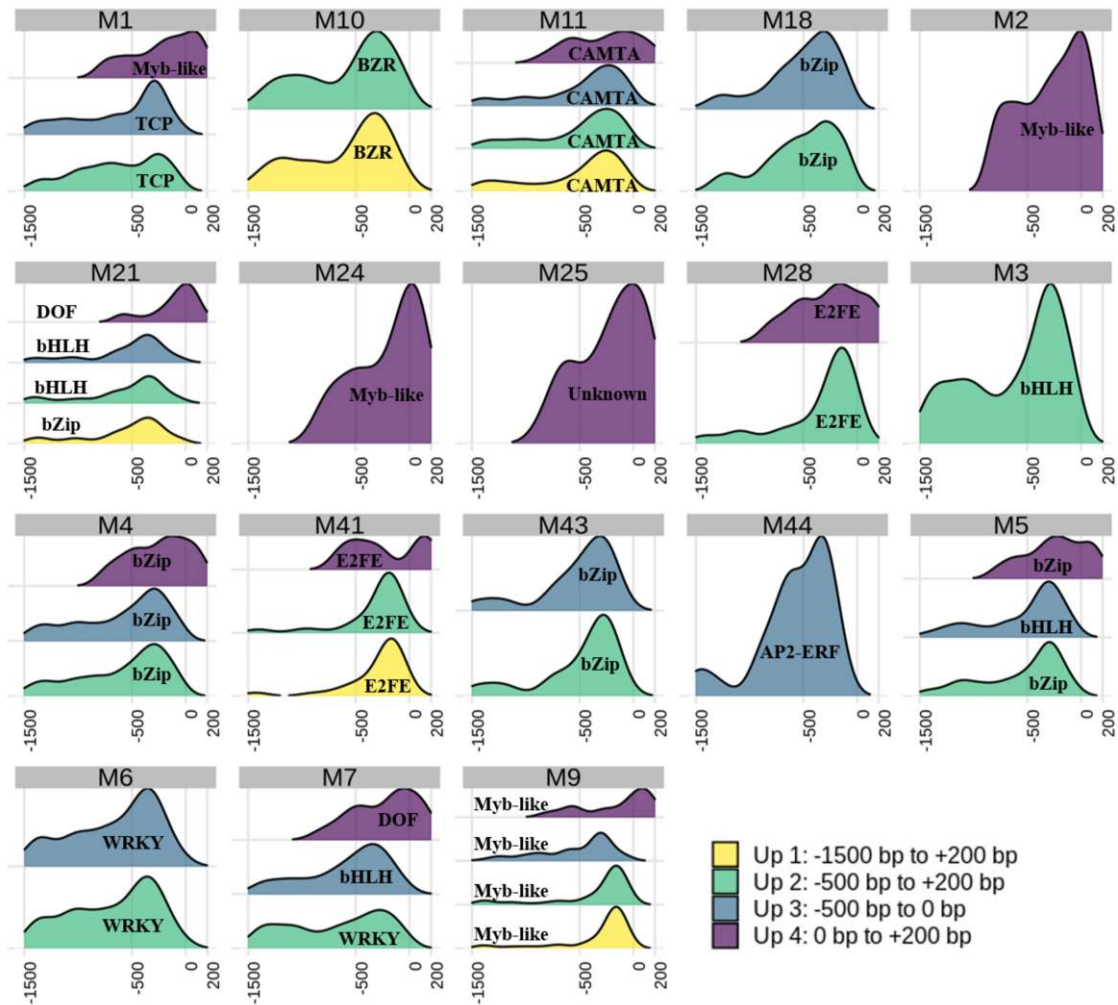 M1 M10 M11 M18 M2
Myb-like
TCP
TCP
BZR
BZR
CAMTA
CAMTA
CAMTA
CAMTA
bZip
bZip
Myb-like
-1500 -500 0 200 -1500 -500 0 200 -1500 -500 0 200 -1500 -500 0 200 -1500 -500 0 200
M21 M24 M25 M28 M3
DOF
bHLH
bHLH
bZip
Myb-like
Unknown
E2FE
E2FE
bHLH
-1500 -500 0 200 -1500 -500 0 200 -1500 -500 0 200 -1500 -500 0 200 -1500 -500 0 200
M4 M41 M43 M44 M5
bZip
bZip
bZip
E2FE
E2FE
E2FE
bZip
bZip
AP2-ERF
bZip
bHLH
bZip
-1500 -500 0 200 -1500 -500 0 200 -1500 -500 0 200 -1500 -500 0 200 -1500 -500 0 200
M6 M7 M9
WRKY
WRKY
DOF
bHLH
WRKY
Myb-like
Myb-like
Myb-like
Myb-like
-1500 -500 0 200 -1500 -500 0 200 -1500 -500 0 200
Up 1: -1500 bp to +200 bp
Up 2: -500 bp to +200 bp
Up 3: -500 bp to 0 bp
Up 4: 0 bp to +200 bp